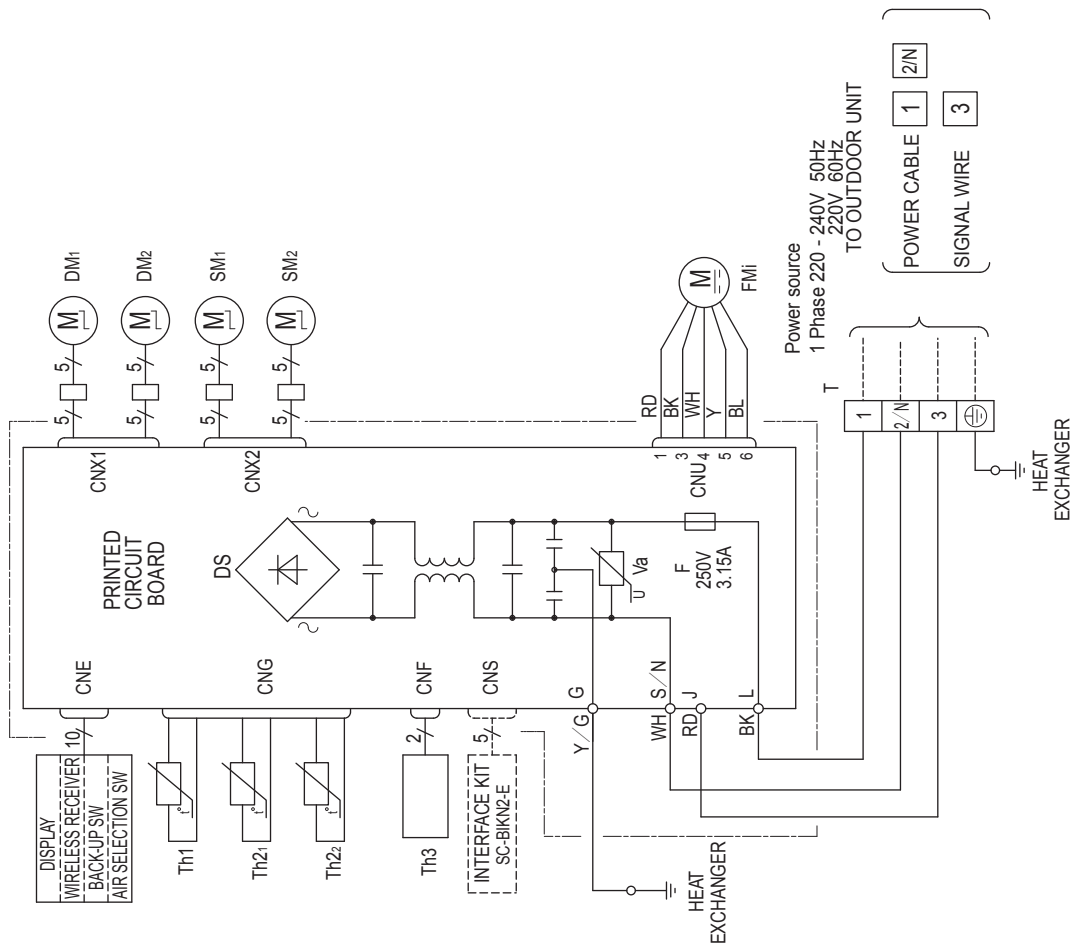 DISPLAY
WIRELESS RECEIVER
BACK-UP SW
AIR SELECTION SW
10
CNE
Th1
Th21
Th22
CNG
t°
t°
t°
Th3
2
CNF
INTERFACE KIT
SC-BIKN2-E
5
CNS
PRINTED
CIRCUIT
BOARD
DS
CNX1
5
5
M
DM1
5
5
M
DM2
CNX2
5
5
M
SM1
5
5
M
SM2
Y/G
G
WH
S/N
RD
J
BK
L
HEAT
EXCHANGER
U
Va
F
250V
3.15A
CNU
1
3
4
5
6
RD
BK
WH
Y
BL
M
FMi
Power source
1 Phase 220 - 240V 50Hz
220V 60Hz
TO OUTDOOR UNIT
T
1
2/N
3
HEAT
EXCHANGER
POWER CABLE 1 2/N
SIGNAL WIRE 3